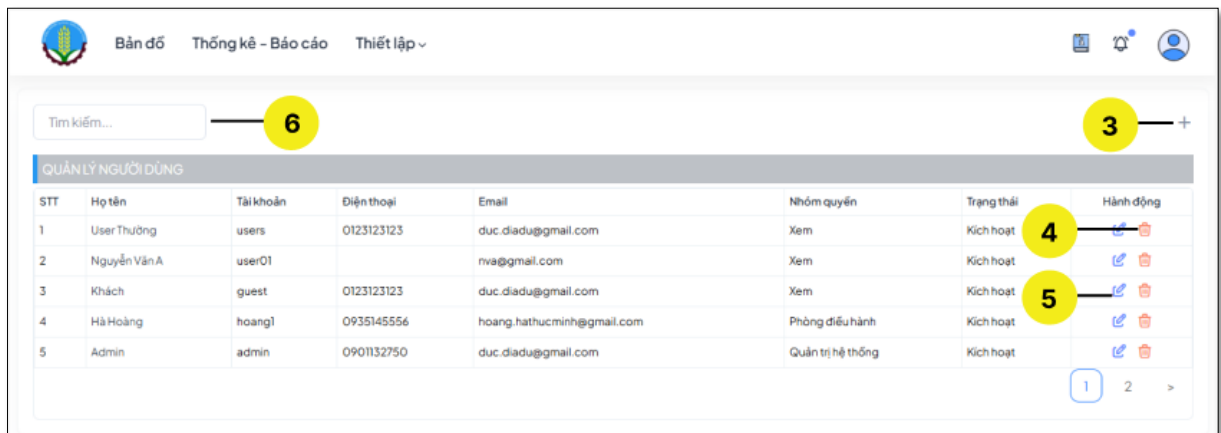 Bản đồ Thống kê - Báo cáo Thiết lập
Tìm kiếm... 6 3 +
QUẢN LÝ NGƯỜI DÙNG
STT Họ tên Tài khoản Điện thoại Email Nhóm quyền Trạng thái Hành động
1 User Thường users 0123123123 duc.diadu@gmail.com Xem Kích hoạt 4
2 Nguyễn Văn A user01 nva@gmail.com Xem Kích hoạt
3 Khách guest 0123123123 duc.diadu@gmail.com Xem Kích hoạt 5
4 Hà Hoàng hoang1 0935145556 hoang.hathucminh@gmail.com Phòng điều hành Kích hoạt
5 Admin admin 0901132750 duc.diadu@gmail.com Quản trị hệ thống Kích hoạt
1 2 >